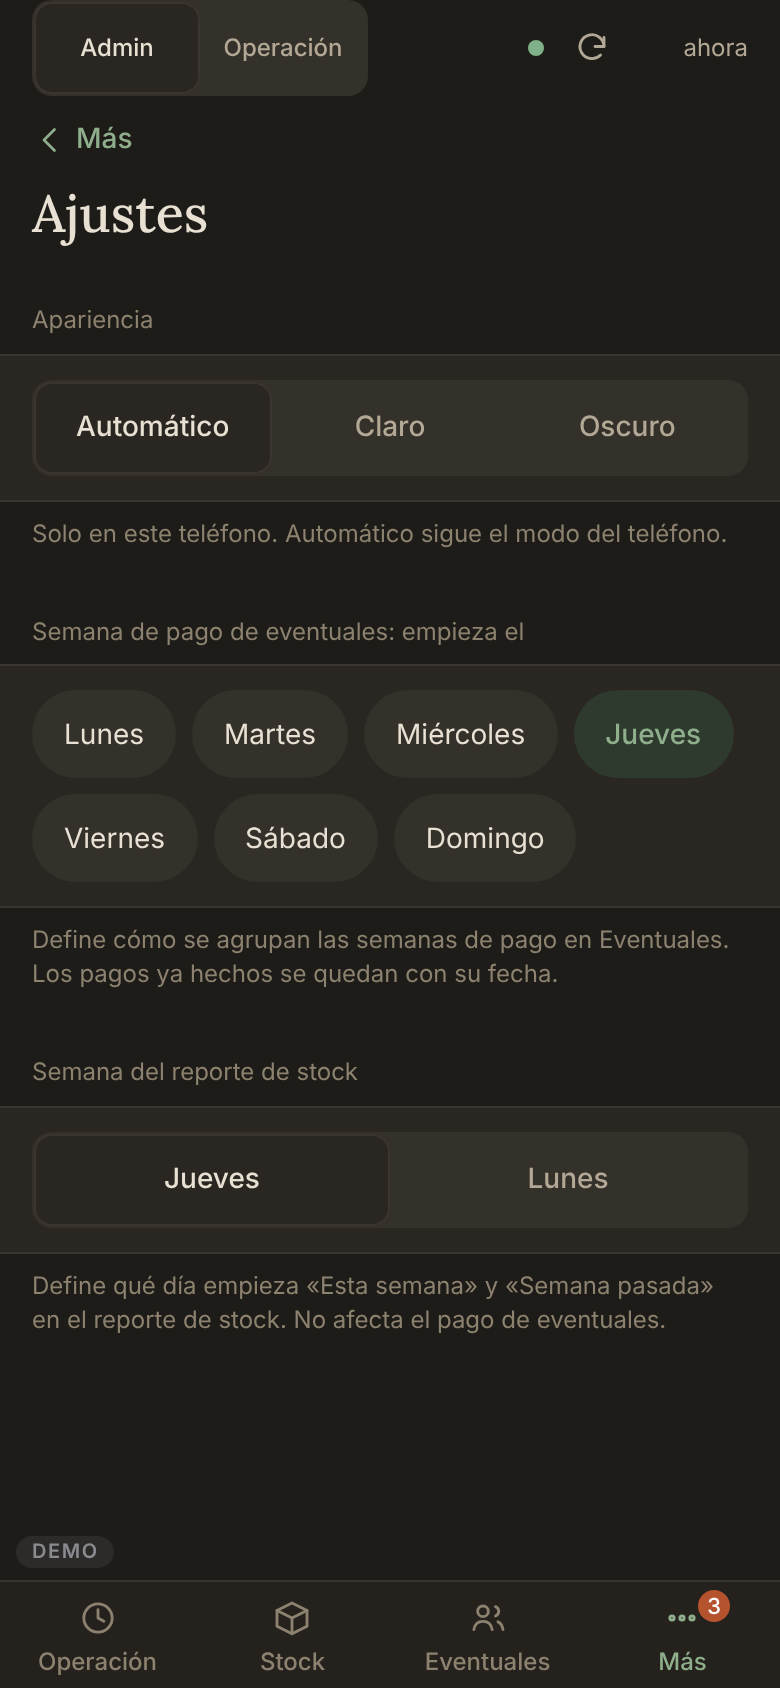 Admin
Operación
ahora
Más
Ajustes
Apariencia
Automático
Claro
Oscuro
Solo en este teléfono. Automático sigue el modo del teléfono.
Semana de pago de eventuales: empieza el
Lunes
Martes
Miércoles
Jueves
Viernes
Sábado
Domingo
Define cómo se agrupan las semanas de pago en Eventuales.
Los pagos ya hechos se quedan con su fecha.
Semana del reporte de stock
Jueves
Lunes
Define qué día empieza «Esta semana» y «Semana pasada»
en el reporte de stock. No afecta el pago de eventuales.
DEMO
3
Operación
Stock
Eventuales
Más